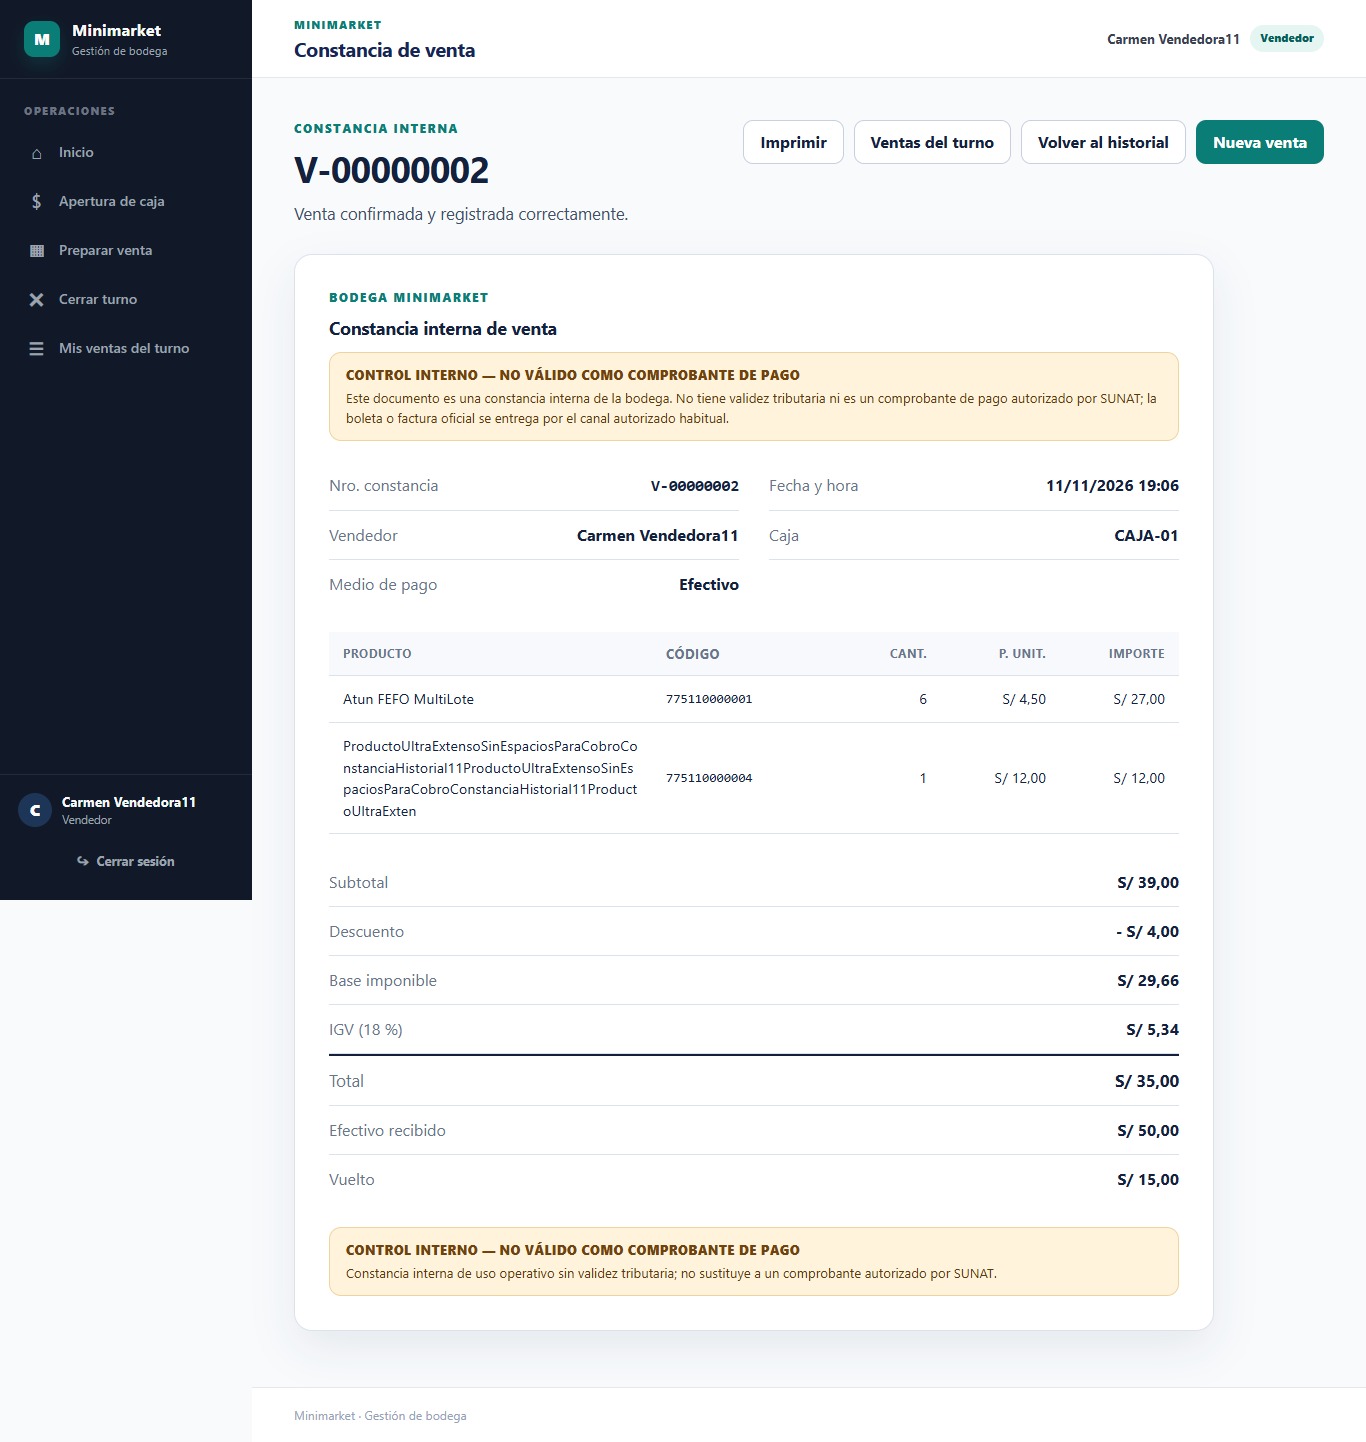 M
Minimarket
Gestión de bodega
OPERACIONES
Inicio
$ Apertura de caja
Preparar venta
Cerrar turno
Mis ventas del turno
C
Carmen Vendedora11
Vendedor
Cerrar sesión
MINIMARKET
Constancia de venta
Carmen Vendedora11 Vendedor
CONSTANCIA INTERNA
V-00000002
Venta confirmada y registrada correctamente.
Imprimir Ventas del turno Volver al historial Nueva venta
BODEGA MINIMARKET
Constancia interna de venta
CONTROL INTERNO — NO VÁLIDO COMO COMPROBANTE DE PAGO
Este documento es una constancia interna de la bodega. No tiene validez tributaria ni es un comprobante de pago autorizado por SUNAT; la
boleta o factura oficial se entrega por el canal autorizado habitual.
Nro. constancia V-00000002 Fecha y hora 11/11/2026 19:06
Vendedor Carmen Vendedora11 Caja CAJA-01
Medio de pago Efectivo
PRODUCTO CÓDIGO CANT. P. UNIT. IMPORTE
Atun FEFO MultiLote 775110000001 6 S/ 4,50 S/ 27,00
ProductoUltraExtensoSinEspaciosParaCobroCo
nstanciaHistorial11ProductoUltraExtensoSinEs
paciosParaCobroConstanciaHistorial11Product
oUltraExten
775110000004 1 S/ 12,00 S/ 12,00
Subtotal S/ 39,00
Descuento - S/ 4,00
Base imponible S/ 29,66
IGV (18 %) S/ 5,34
Total S/ 35,00
Efectivo recibido S/ 50,00
Vuelto S/ 15,00
CONTROL INTERNO — NO VÁLIDO COMO COMPROBANTE DE PAGO
Constancia interna de uso operativo sin validez tributaria; no sustituye a un comprobante autorizado por SUNAT.
Minimarket · Gestión de bodega